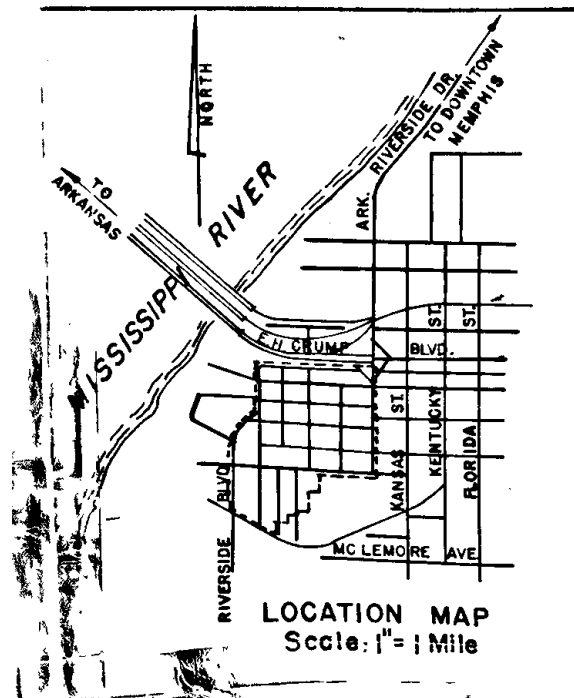 NORTH
TO
ARKANSAS
MISSISSIPPI RIVER
RIVERSIDE DR.
TO DOWNTOWN
MEMPHIS
ARK.
E.H. CRUMP BLVD.
ST.
ST.
KANSAS ST.
KENTUCKY
FLORIDA
RIVERSIDE BLVD.
MC LEMORE AVE.
LOCATION MAP
Scale: 1" = 1 Mile